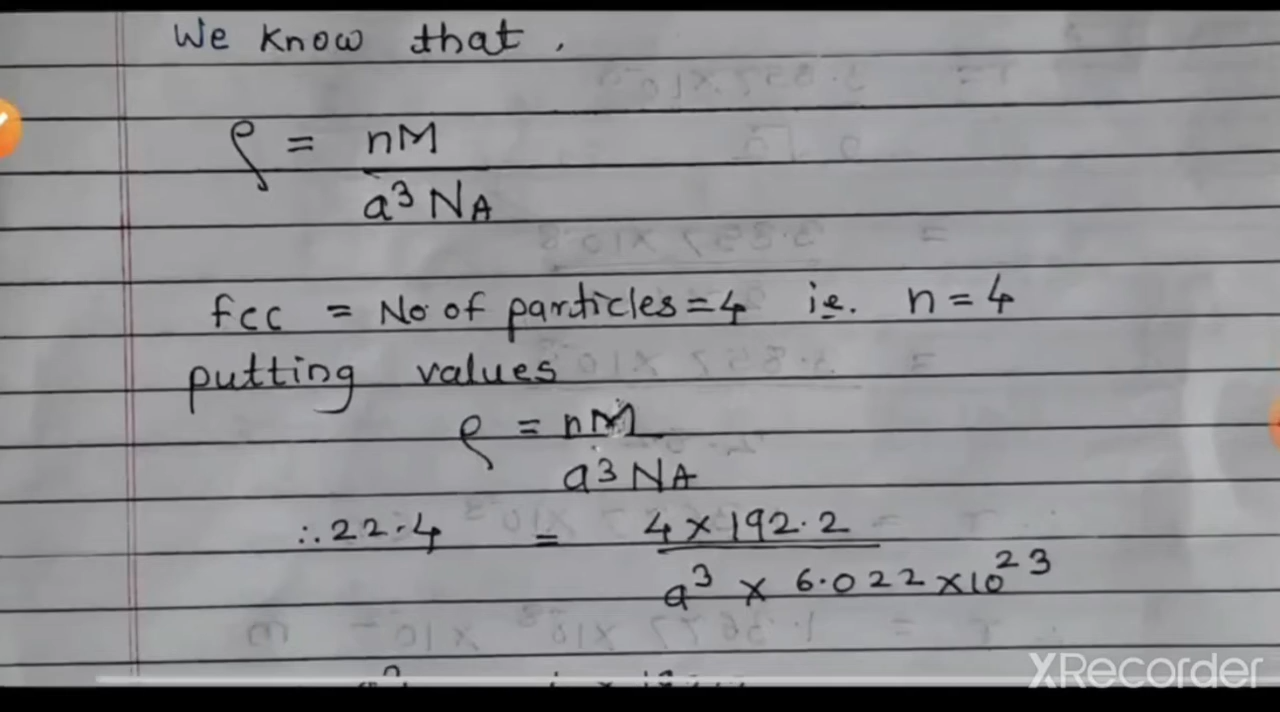 We know that,
ρ = nM
a³ NA
fcc = No of particles = 4 i.e. n = 4
putting values
ρ = nM
a³ NA
∴ 22.4 = 4 × 192.2
a³ × 6.022 × 10²³
XRecorder